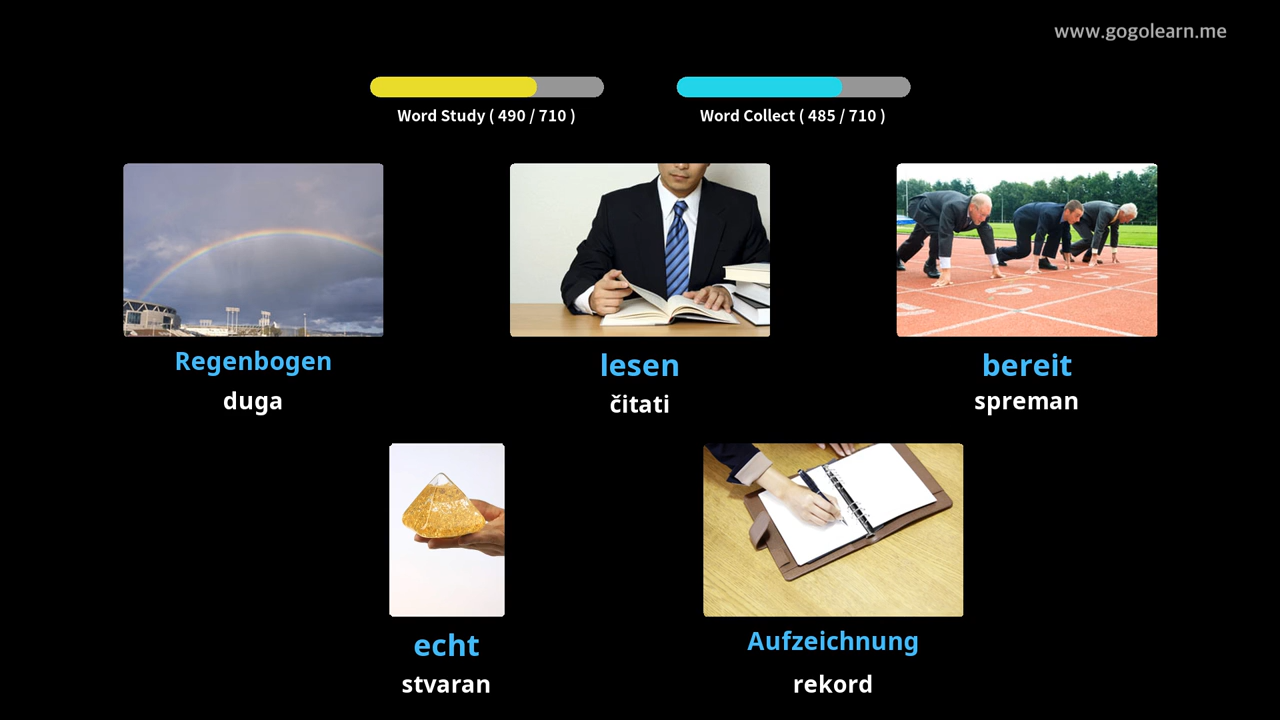 www.gogolearn.me
Word Study ( 490 / 710 )
Word Collect ( 485 / 710 )
Regenbogen
duga
lesen
čitati
bereit
spreman
echt
stvaran
Aufzeichnung
rekord